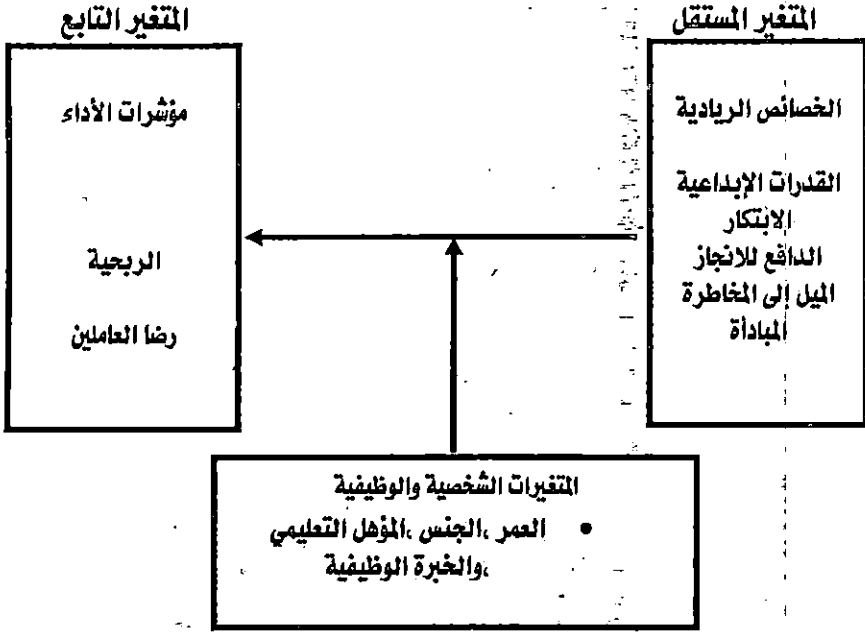 المتغير المستقل
الخصائص الريادية
القدرات الإبداعية
الابتكار
الدافع للانجاز
الميل إلى المخاطرة
المبادأة
المتغير التابع
مؤشرات الأداء
الربحية
رضا العاملين
المتغيرات الشخصية والوظيفية
• العمر ،الجنس ،المؤهل التعليمي
،والخبرة الوظيفية